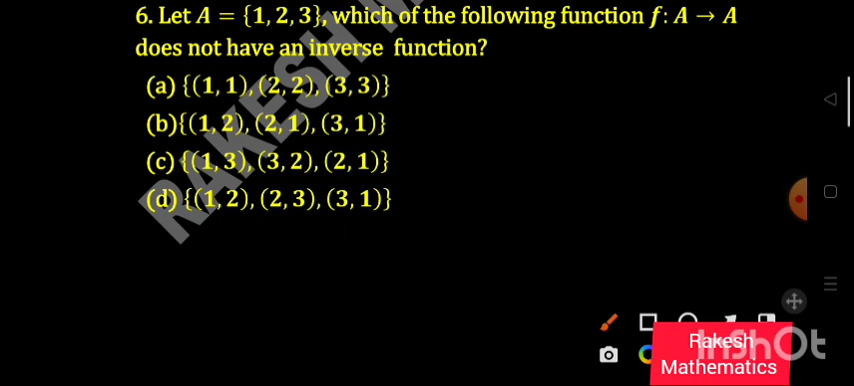 6. Let A = {1, 2, 3}, which of the following function f: A → A
does not have an inverse function?
(a) {(1, 1), (2, 2), (3, 3)}
(b){(1, 2), (2, 1), (3, 1)}
(c) {(1, 3), (3, 2), (2, 1)}
(d) {(1, 2), (2, 3), (3, 1)}
RAKESH M
InShOt
Rakesh
Mathematics